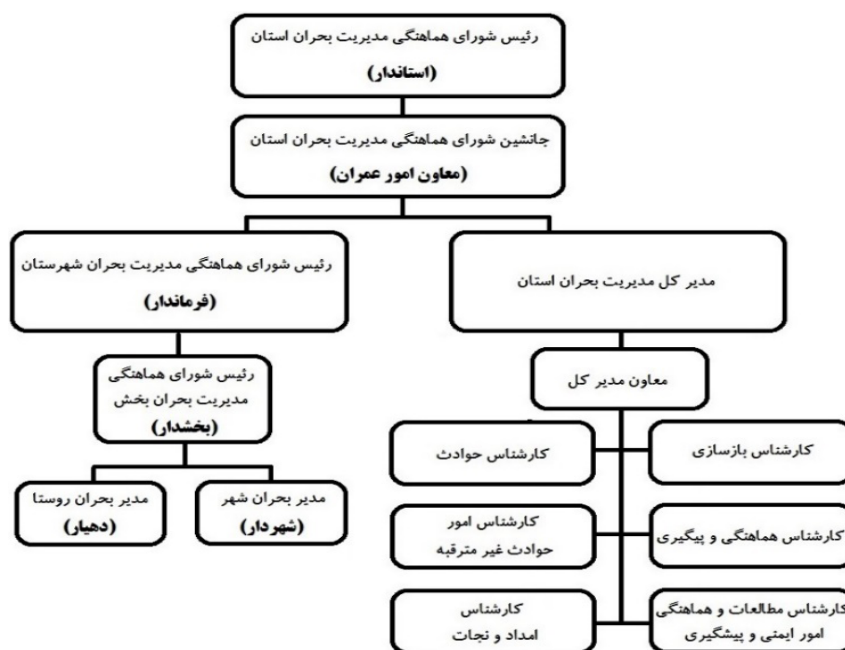 رئیس شورای هماهنگی مدیریت بحران استان
(استاندار)
جانشین شورای هماهنگی مدیریت بحران استان
(معاون امور عمران)
مدیر کل مدیریت بحران استان
رئیس شورای هماهنگی مدیریت بحران شهرستان
(فرماندار)
معاون مدیر کل
رئیس شورای هماهنگی
مدیریت بحران بخش
(بخشدار)
مدیر بحران شهر
(شهردار)
مدیر بحران روستا
(دهیار)
کارشناس بازسازی
کارشناس حوادث
کارشناس هماهنگی و پیگیری
کارشناس امور
حوادث غیر مترقبه
کارشناس مطالعات و هماهنگی
امور ایمنی و پیشگیری
کارشناس
امداد و نجات